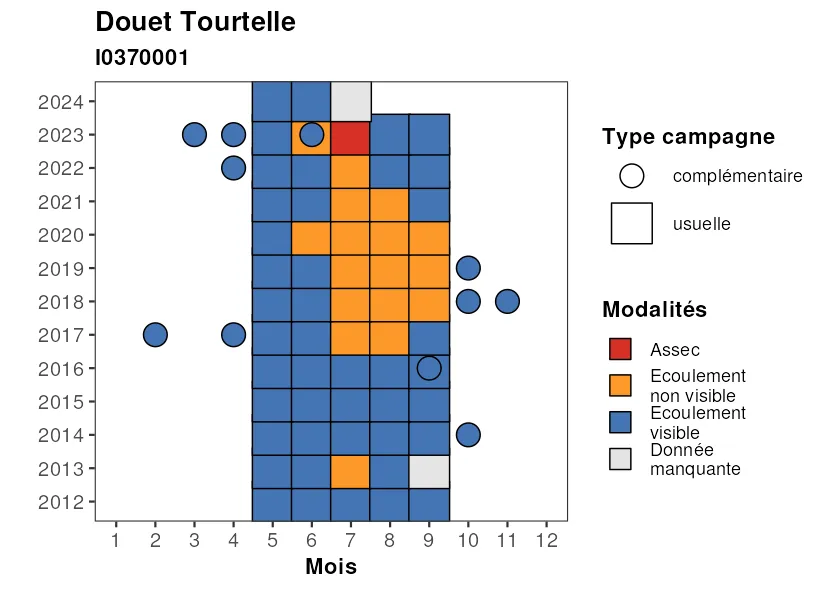 Douet Tourtelle
I0370001
2024
2023
2022
2021
2020
2019
2018
2017
2016
2015
2014
2013
2012
1 2 3 4 5 6 7 8 9 10 11 12
Mois
Type campagne
complémentaire
usuelle
Modalités
Assec
Ecoulement
non visible
Ecoulement
visible
Donnée
manquante